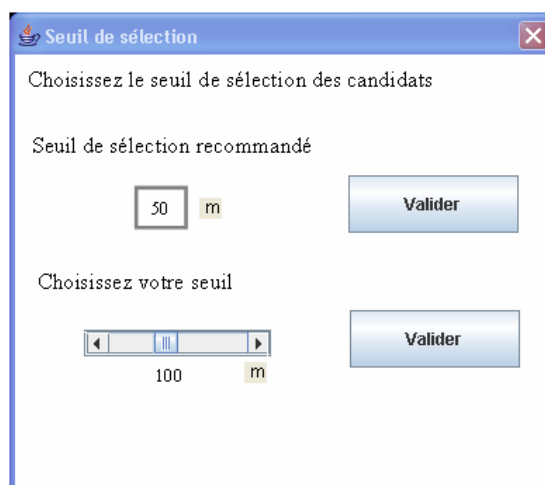 Seuil de sélection
Choisissez le seuil de sélection des candidats
Seuil de sélection recommandé
50 m Valider
Choisissez votre seuil
Valider
100 m